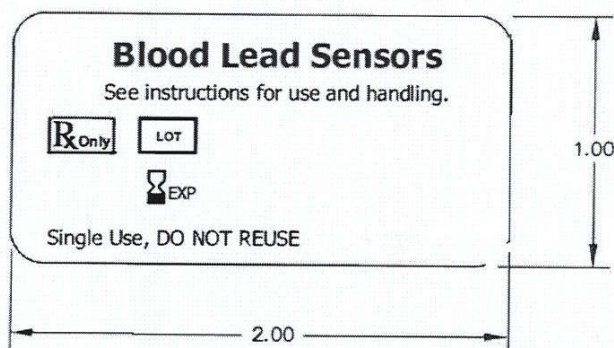 Blood Lead Sensors
See instructions for use and handling.
Rx Only LOT
EXP
Single Use, DO NOT REUSE
1.00
2.00